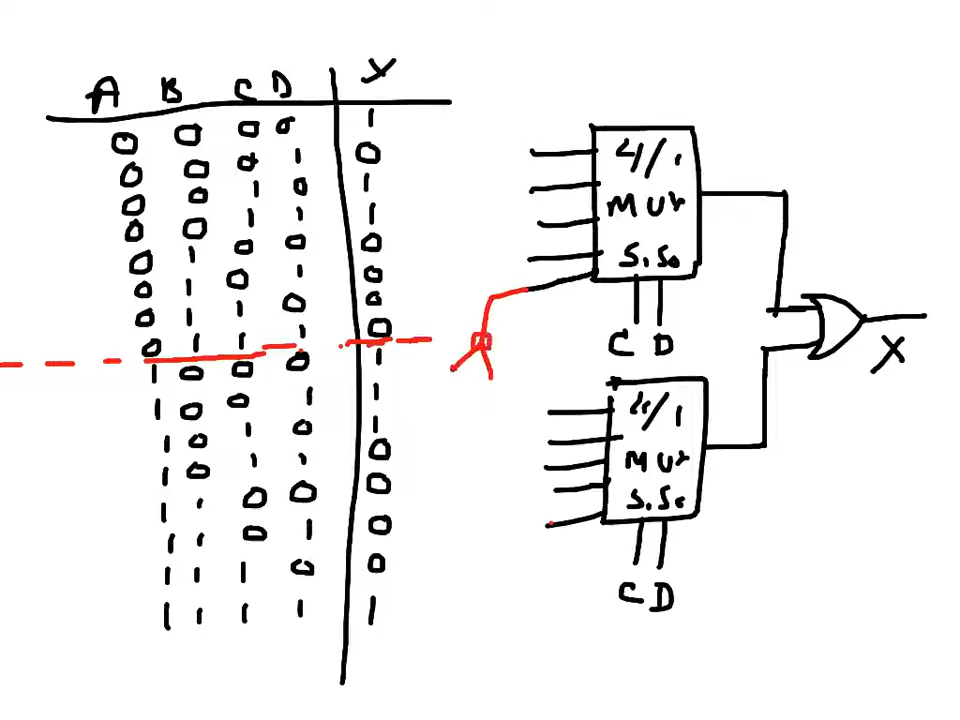 A B C D Y
0 0 0 0 1
0 0 0 1 0
0 0 1 0 1
0 0 1 1 1
0 1 0 0 0
0 1 0 1 0
0 1 1 0 0
0 1 1 1 0
1 0 0 0 1
1 0 0 1 1
1 0 1 0 1
1 0 1 1 0
1 1 0 0 0
1 1 0 1 0
1 1 1 0 0
1 1 1 1 1
4/1
MUX
S1 S0
C D
4/1
MUX
S1 S0
C D
X